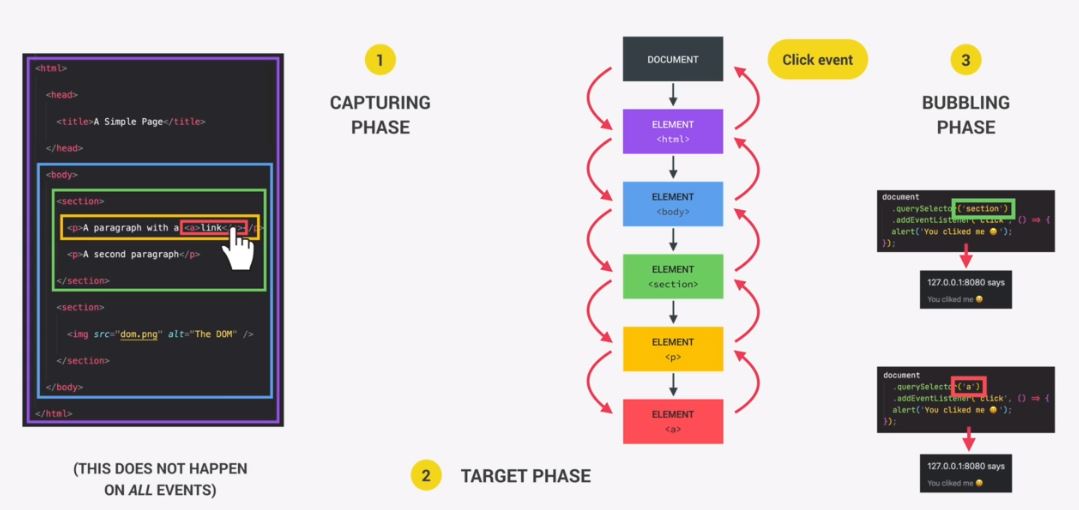 <html>
<head>
<title>A Simple Page</title>
</head>
<body>
<section>
<p>A paragraph with a <a>link</a></p>
<p>A second paragraph</p>
</section>
<section>
<img src="dom.png" alt="The DOM" />
</section>
</body>
</html>
(THIS DOES NOT HAPPEN
ON ALL EVENTS)
1
CAPTURING
PHASE
2
TARGET PHASE
DOCUMENT
ELEMENT
<html>
ELEMENT
<body>
ELEMENT
<section>
ELEMENT
<p>
ELEMENT
<a>
Click event
3
BUBBLING
PHASE
document
.querySelector('section')
.addEventListener('click', () => {
alert('You cliked me 😀');
});
127.0.0.1:8080 says
You cliked me 😀
document
.querySelector('a')
.addEventListener('click', () => {
alert('You cliked me 😀');
});
127.0.0.1:8080 says
You cliked me 😀